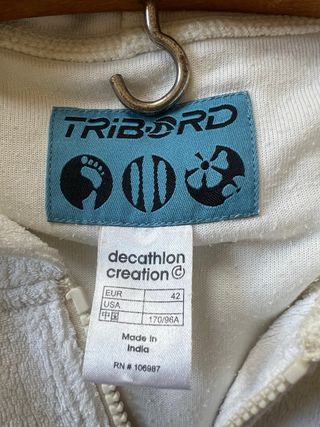 TRIBORD
decathlon
creation ©
EUR 42
USA
中国 170/96A
Made in
India
RN # 106987